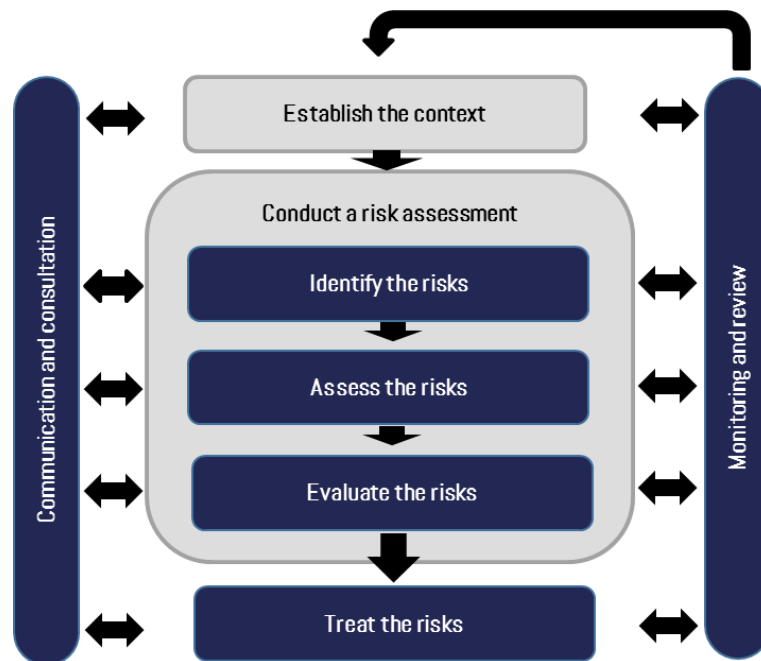 Establish the context
Conduct a risk assessment
Identify the risks
Assess the risks
Evaluate the risks
Treat the risks
Communication and consultation
Monitoring and review